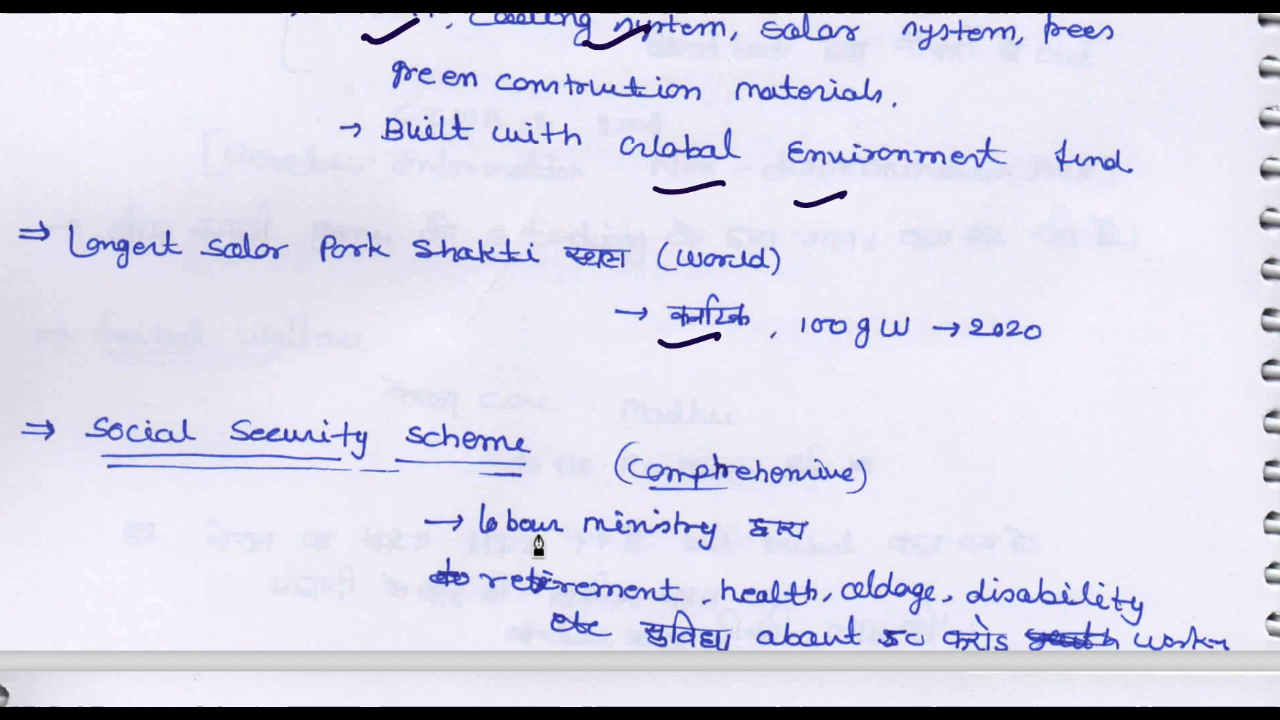 Cooling system, Solar system, trees
green construction materials.
→ Built with Global Environment fund
⇒ Longest Solar Park Shakti स्थल (World)
→ कर्नाटक, 100 gW → 2020
⇒ Social Security Scheme (Comprehensive)
→ labour ministry द्वारा
retirement, health, oldage, disability
etc सुविधा about 50 करोड़ worker